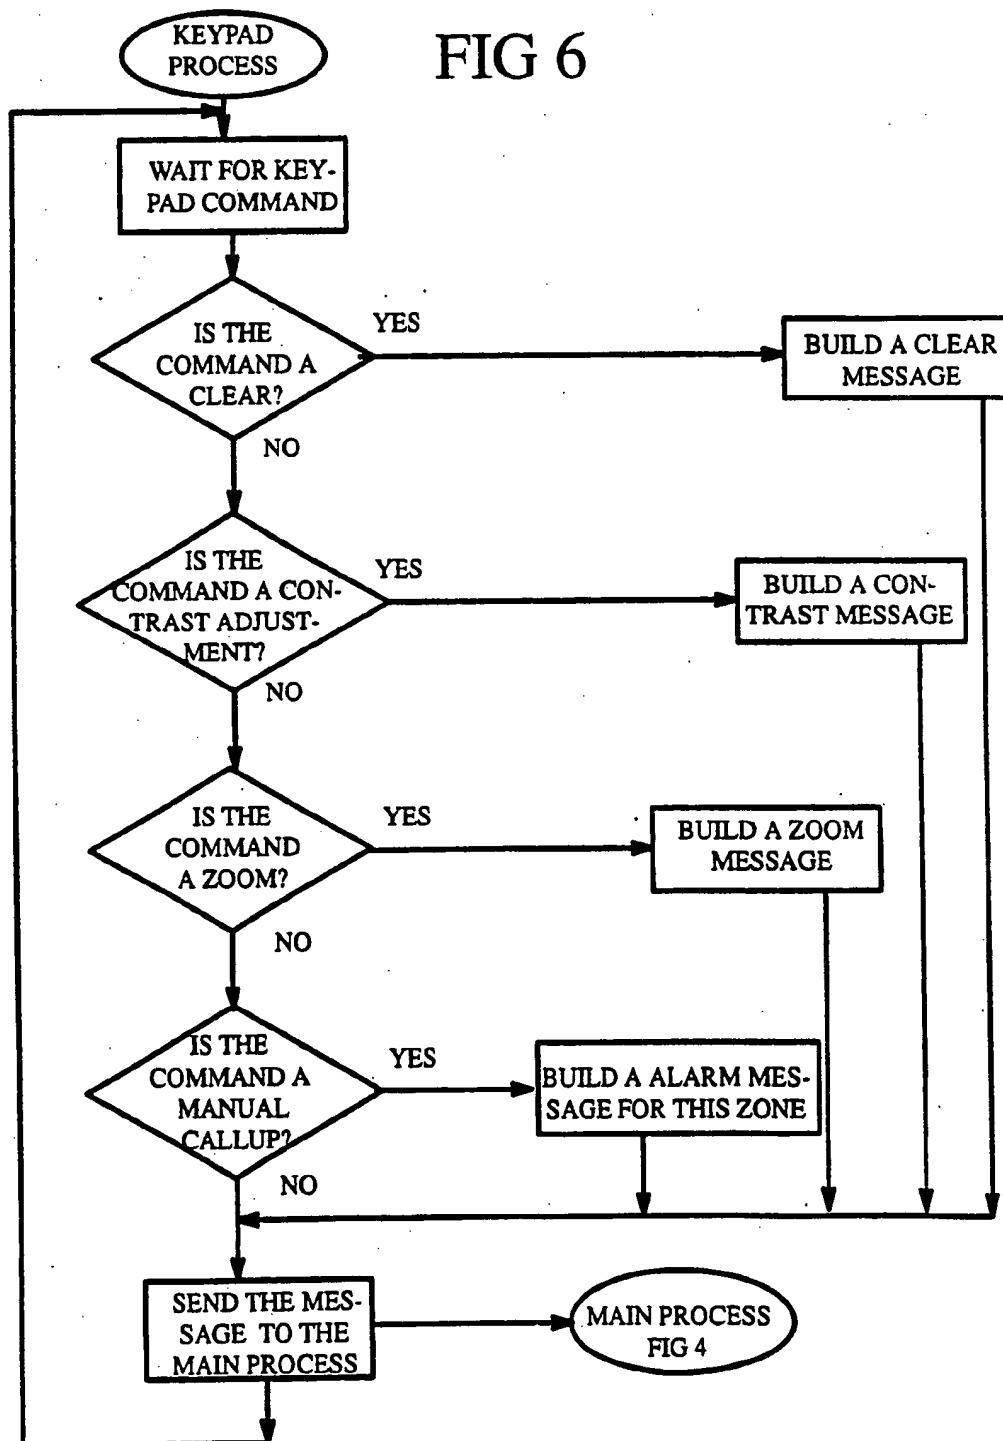 KEYPAD
PROCESS
FIG 6
WAIT FOR KEY-
PAD COMMAND
IS THE
COMMAND A
CLEAR?
YES
BUILD A CLEAR
MESSAGE
NO
IS THE
COMMAND A CON-
TRAST ADJUST-
MENT?
YES
BUILD A CON-
TRAST MESSAGE
NO
IS THE
COMMAND
A ZOOM?
YES
BUILD A ZOOM
MESSAGE
NO
IS THE
COMMAND A
MANUAL
CALLUP?
YES
BUILD A ALARM MES-
SAGE FOR THIS ZONE
NO
SEND THE MES-
SAGE TO THE
MAIN PROCESS
MAIN PROCESS
FIG 4